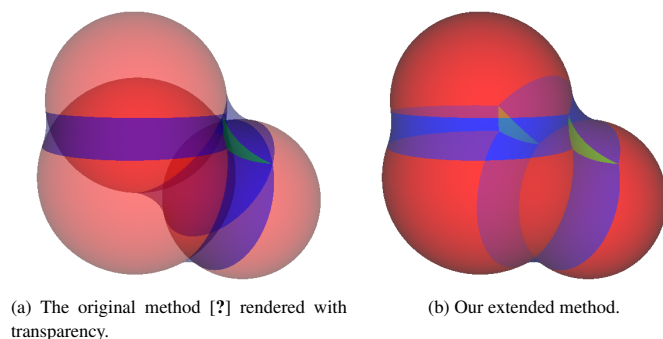 (a) The original method [?] rendered with
transparency.
(b) Our extended method.